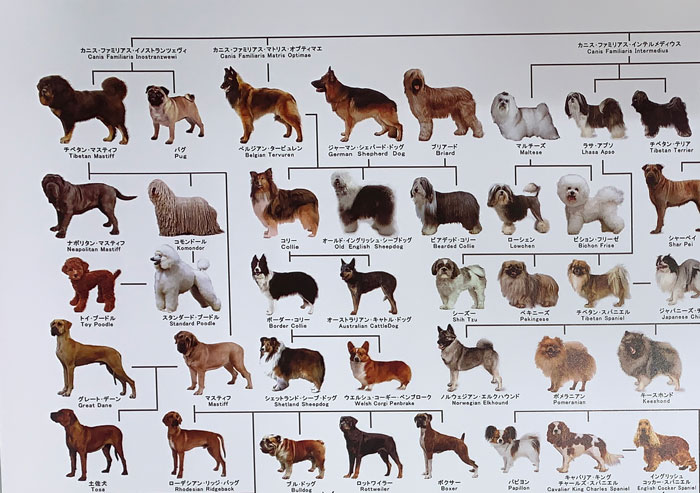 カニス・ファミリアス・イノストランツェヴィ
Canis Familiaris Inostranzwewi
カニス・ファミリアス・マトリス・オプティマエ
Canis Familiaris Matris Optimae
カニス・ファミリアス・インテルメディウス
Canis Familiaris Intermedius
チベタン・マスティフ
Tibetan Mastiff
パグ
Pug
ベルジアン・タービュレン
Belgian Tervuren
ジャーマン・シェパード・ドッグ
German Shepherd Dog
ブリアード
Briard
マルチーズ
Maltese
ラサ・アプソ
Lhasa Apso
チベタン・テリア
Tibetan Terrier
ナポリタン・マスティフ
Neapolitan Mastiff
コモンドール
Komondor
コリー
Collie
オールド・イングリッシュ・シープドッグ
Old English Sheepdog
ビアデッド・コリー
Bearded Collie
ローシェン
Lowchen
ビション・フリーゼ
Bichon Frise
シャーペイ
Shar Pei
トイ・プードル
Toy Poodle
スタンダード・プードル
Standard Poodle
ボーダー・コリー
Border Collie
オーストラリアン・キャトル・ドッグ
Australian CattleDog
シーズー
Shih Tzu
ペキニーズ
Pekingese
チベタン・スパニエル
Tibetan Spaniel
ジャパニーズ・チ
Japanese Chi
グレート・デーン
Great Dane
マスティフ
Mastiff
シェットランド・シープ・ドッグ
Shetland Sheepdog
ウエルシュ・コーギー・ペンブローク
Welsh Corgi Penbrake
ノルウェジアン・エルクハウンド
Norwegian Elkhound
ポメラニアン
Pomeranian
キースホンド
Keeshond
土佐犬
Tosa
ローデシアン・リッジ・バッグ
Rhodesian Ridgeback
ブル・ドッグ
Bulldog
ロットワイラー
Rottweiler
ボクサー
Boxer
パピヨン
Papillon
キャバリア・キング
チャールズ・スパニエル
Cavalier King Charles Spaniel
イングリッシュ
コッカー・スパニエル
English Cocker Spaniel